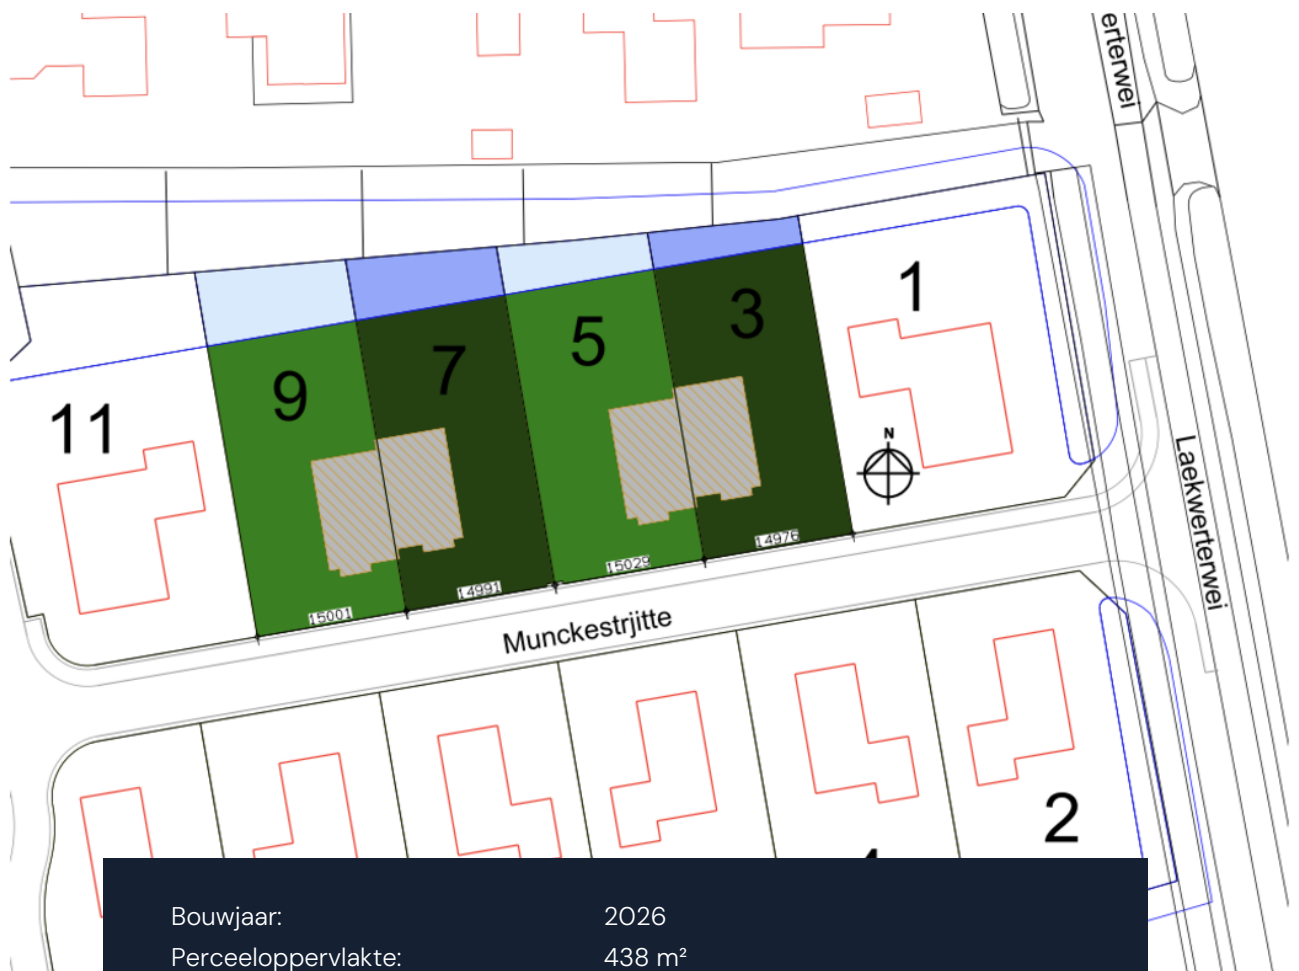 erterwei
1
3
5
7
9
11
N
Laekwerterwei
14976
15029
14991
15001
Munckestrjitte
2
Bouwjaar: 2026
Perceeloppervlakte: 438 m²